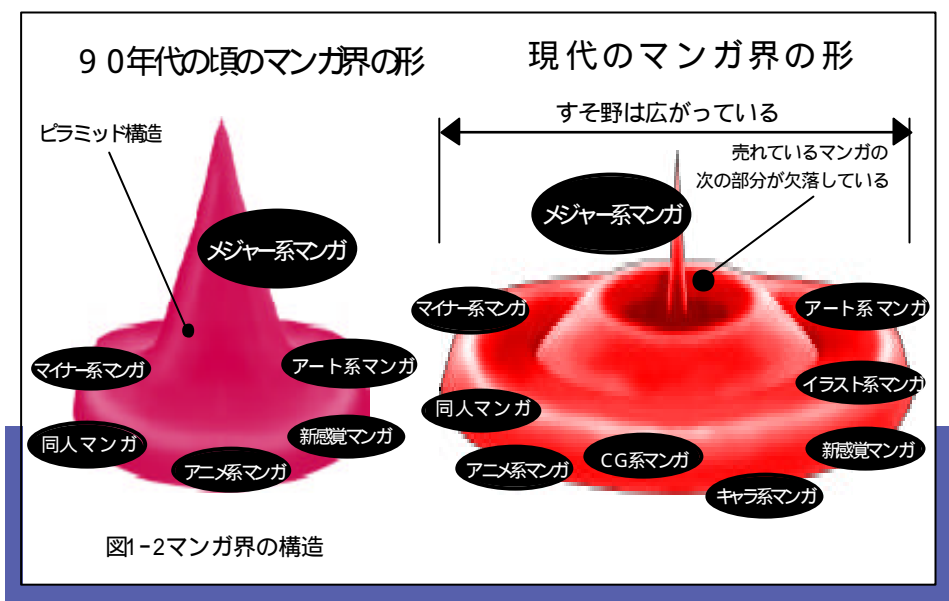 90年代の頃のマンガ界の形
ピラミッド構造
メジャー系マンガ
マイナー系マンガ
アート系マンガ
同人マンガ
新感覚マンガ
アニメ系マンガ
図1-2マンガ界の構造
現代のマンガ界の形
すそ野は広がっている
売れているマンガの
次の部分が欠落している
メジャー系マンガ
マイナー系マンガ
アート系マンガ
イラスト系マンガ
同人マンガ
新感覚マンガ
CG系マンガ
アニメ系マンガ
キャラ系マンガ